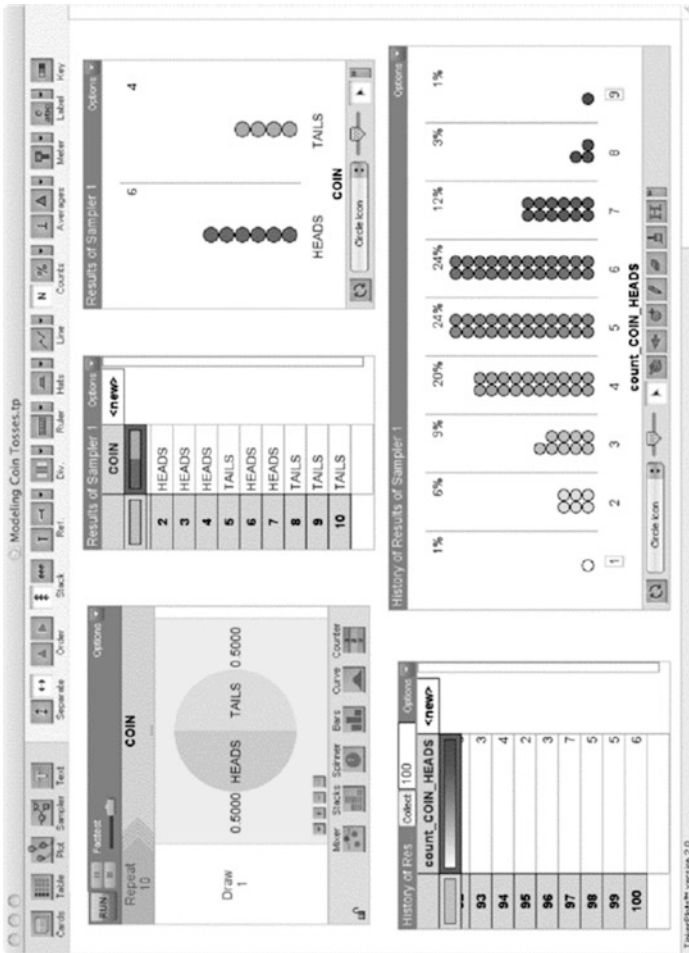 Modeling Coin Tosses.tp
Cards Table Plot Sampler Text Separate Order Stack Ref. Div. Ruler Hats Line Counts Averages Meter Label Key
N %
abc
RUN Fastest Options
Repeat
10
COIN
Draw
1
0.5000 HEADS TAILS 0.5000
Mixer Stacks Spinner Bars Curve Counter
Results of Sampler 1 Options
COIN <new>
2 HEADS
3 HEADS
4 HEADS
5 TAILS
6 HEADS
7 HEADS
8 TAILS
9 TAILS
10 TAILS
Results of Sampler 1 Options
6 4
HEADS TAILS
COIN
Circle Icon
History of Res Collect 100 Options
count_COIN_HEADS <new>
93 3
94 4
95 2
96 3
97 7
98 5
99 5
100 6
History of Results of Sampler 1 Options
1% 6% 9% 20% 24% 24% 12% 3% 1%
1 2 3 4 5 6 7 8 9
count_COIN_HEADS
Circle Icon